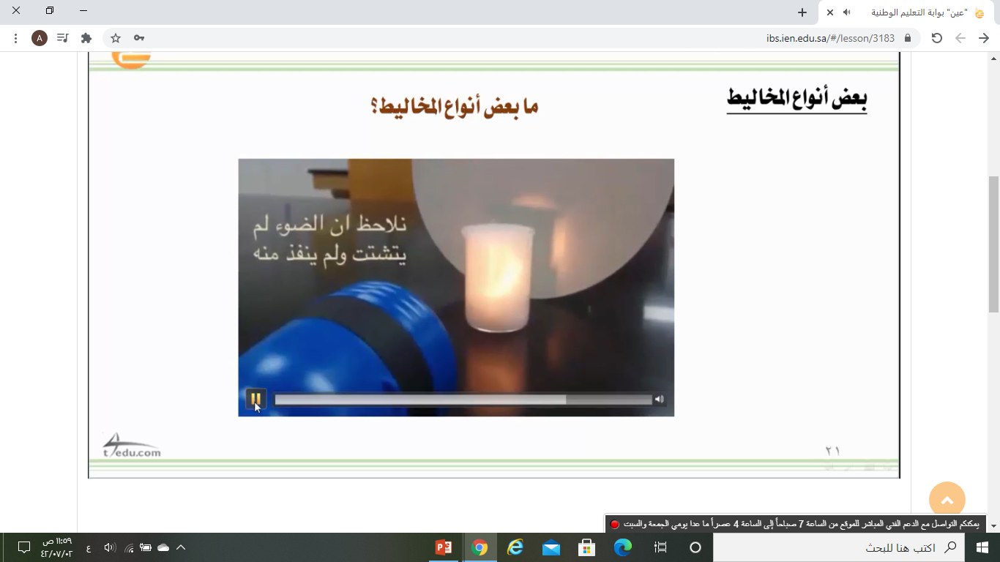 "عين" بوابة التعليم الوطنية
ibs.ien.edu.sa/#/lesson/3183
A
بعض أنواع المخاليط
ما بعض أنواع المخاليط؟
نلاحظ ان الضوء لم
يتشتت ولم ينفذ منه
t4edu.com
٢١
يمكنكم التواصل مع الدعم الفني المباشر للموقع من الساعة 7 صباحاً إلى الساعة 4 عصراً ما عدا يومي الجمعة والسبت
اكتب هنا للبحث
ع
١١:٥٩ ص
٤٢/٠٧/٠٢